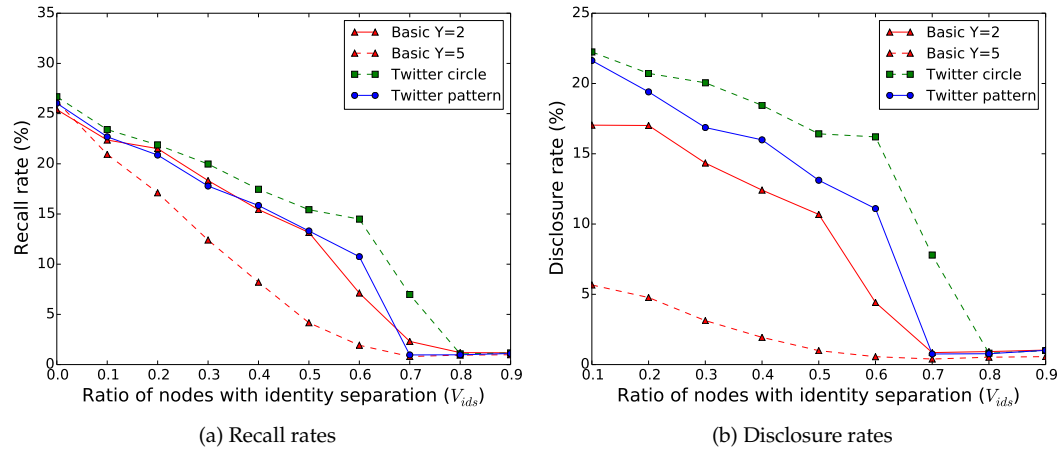 35
30
25
20
15
10
5
0
Recall rate (%)
Basic Y=2
Basic Y=5
Twitter circle
Twitter pattern
0.0 0.1 0.2 0.3 0.4 0.5 0.6 0.7 0.8 0.9
Ratio of nodes with identity separation (V_ids)
(a) Recall rates
25
20
15
10
5
0
Disclosure rate (%)
Basic Y=2
Basic Y=5
Twitter circle
Twitter pattern
0.1 0.2 0.3 0.4 0.5 0.6 0.7 0.8 0.9
Ratio of nodes with identity separation (V_ids)
(b) Disclosure rates